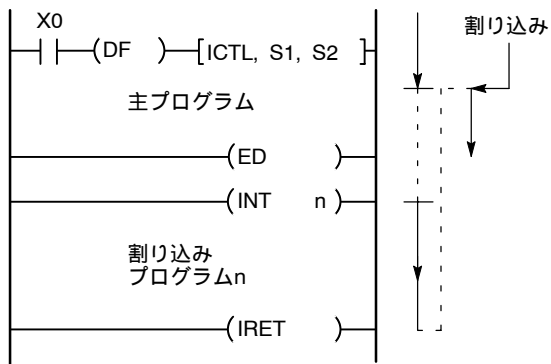 X0
(DF )
[ICTL, S1, S2 ]
割り込み
主プログラム
(ED )
(INT n )
割り込み
プログラムn
(IRET )